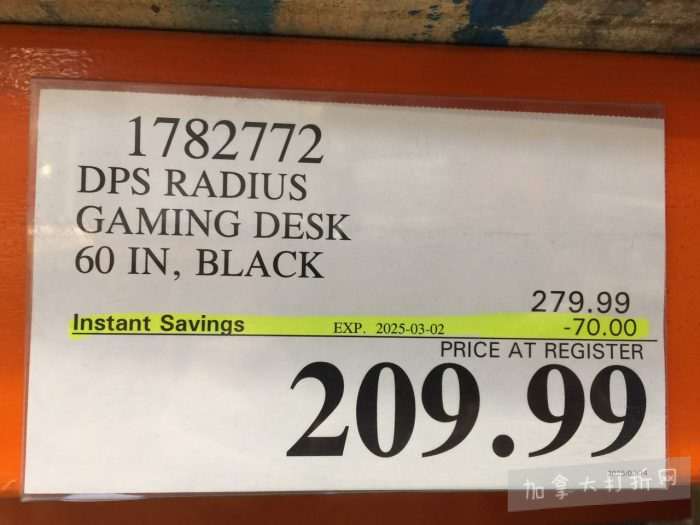 1782772
DPS RADIUS
GAMING DESK
60 IN, BLACK
279.99
Instant Savings EXP. 2025-03-02 -70.00
PRICE AT REGISTER
209.99
加拿大打折网